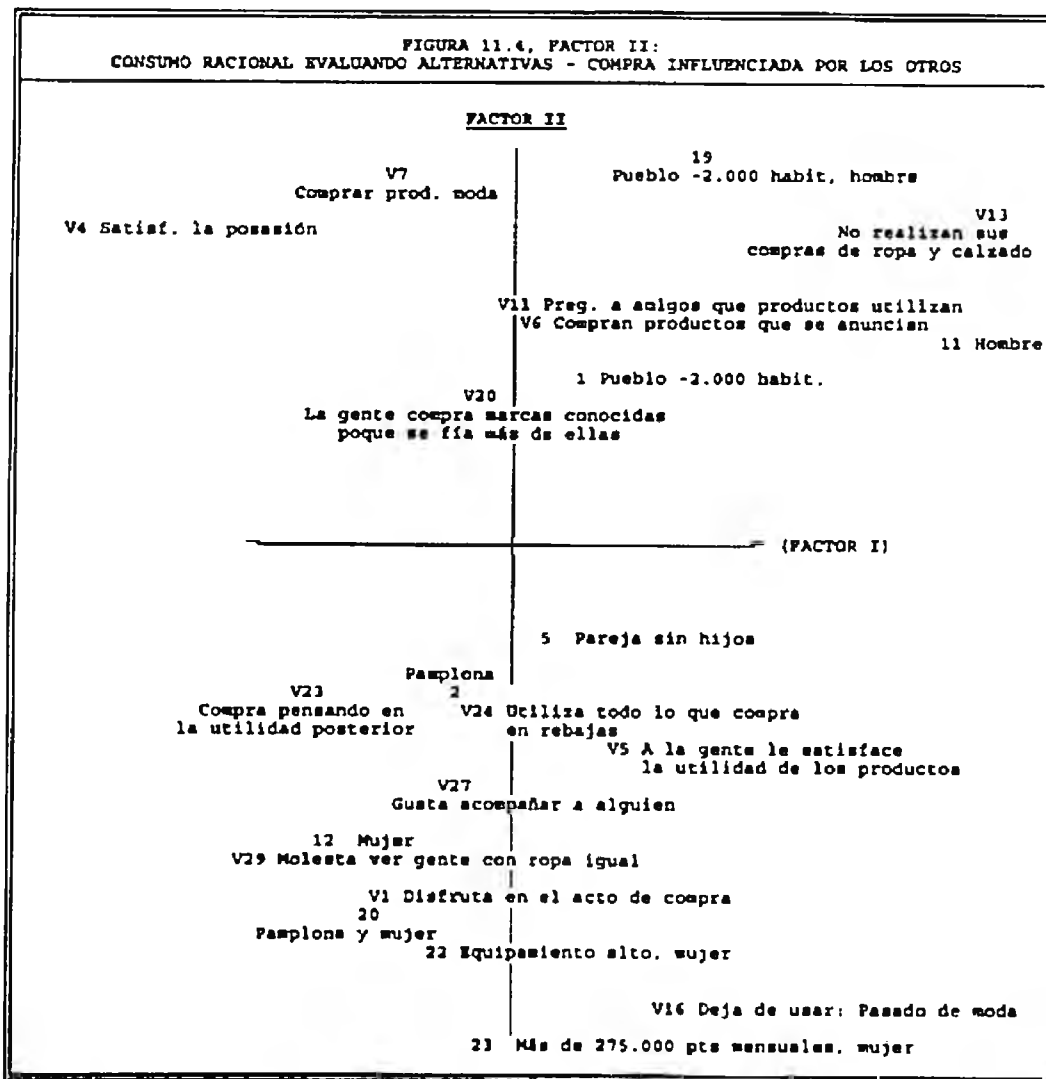 FIGURA 11.4, FACTOR II:
CONSUMO RACIONAL EVALUANDO ALTERNATIVAS - COMPRA INFLUENCIADA POR LOS OTROS
FACTOR II
19
Pueblo -2.000 habit, hombre
V7
Comprar prod. moda
V4 Satisf. la posasión
V13
No realizan sus
compras de ropa y calzado
V11 Preg. a amigos que productos utilizan
V6 Compran productos que se anuncian
11 Hombre
1 Pueblo -2.000 habit.
V20
La gente compra marcas conocidas
poque se fía más de ellas
(FACTOR I)
5 Pareja sin hijos
Pamplona
2
V23
Compra pensando en
la utilidad posterior
V24 Utiliza todo lo que compra
en rebajas
V5 A la gente le satisface
la utilidad de los productos
V27
Gusta acompañar a alguien
12 Mujer
V29 Molesta ver gente con ropa igual
V1 Disfruta en el acto de compra
20
Pamplona y mujer
22 Equipamiento alto, mujer
V16 Deja de usar: Pasado de moda
23 Más de 275.000 pts mensuales, mujer